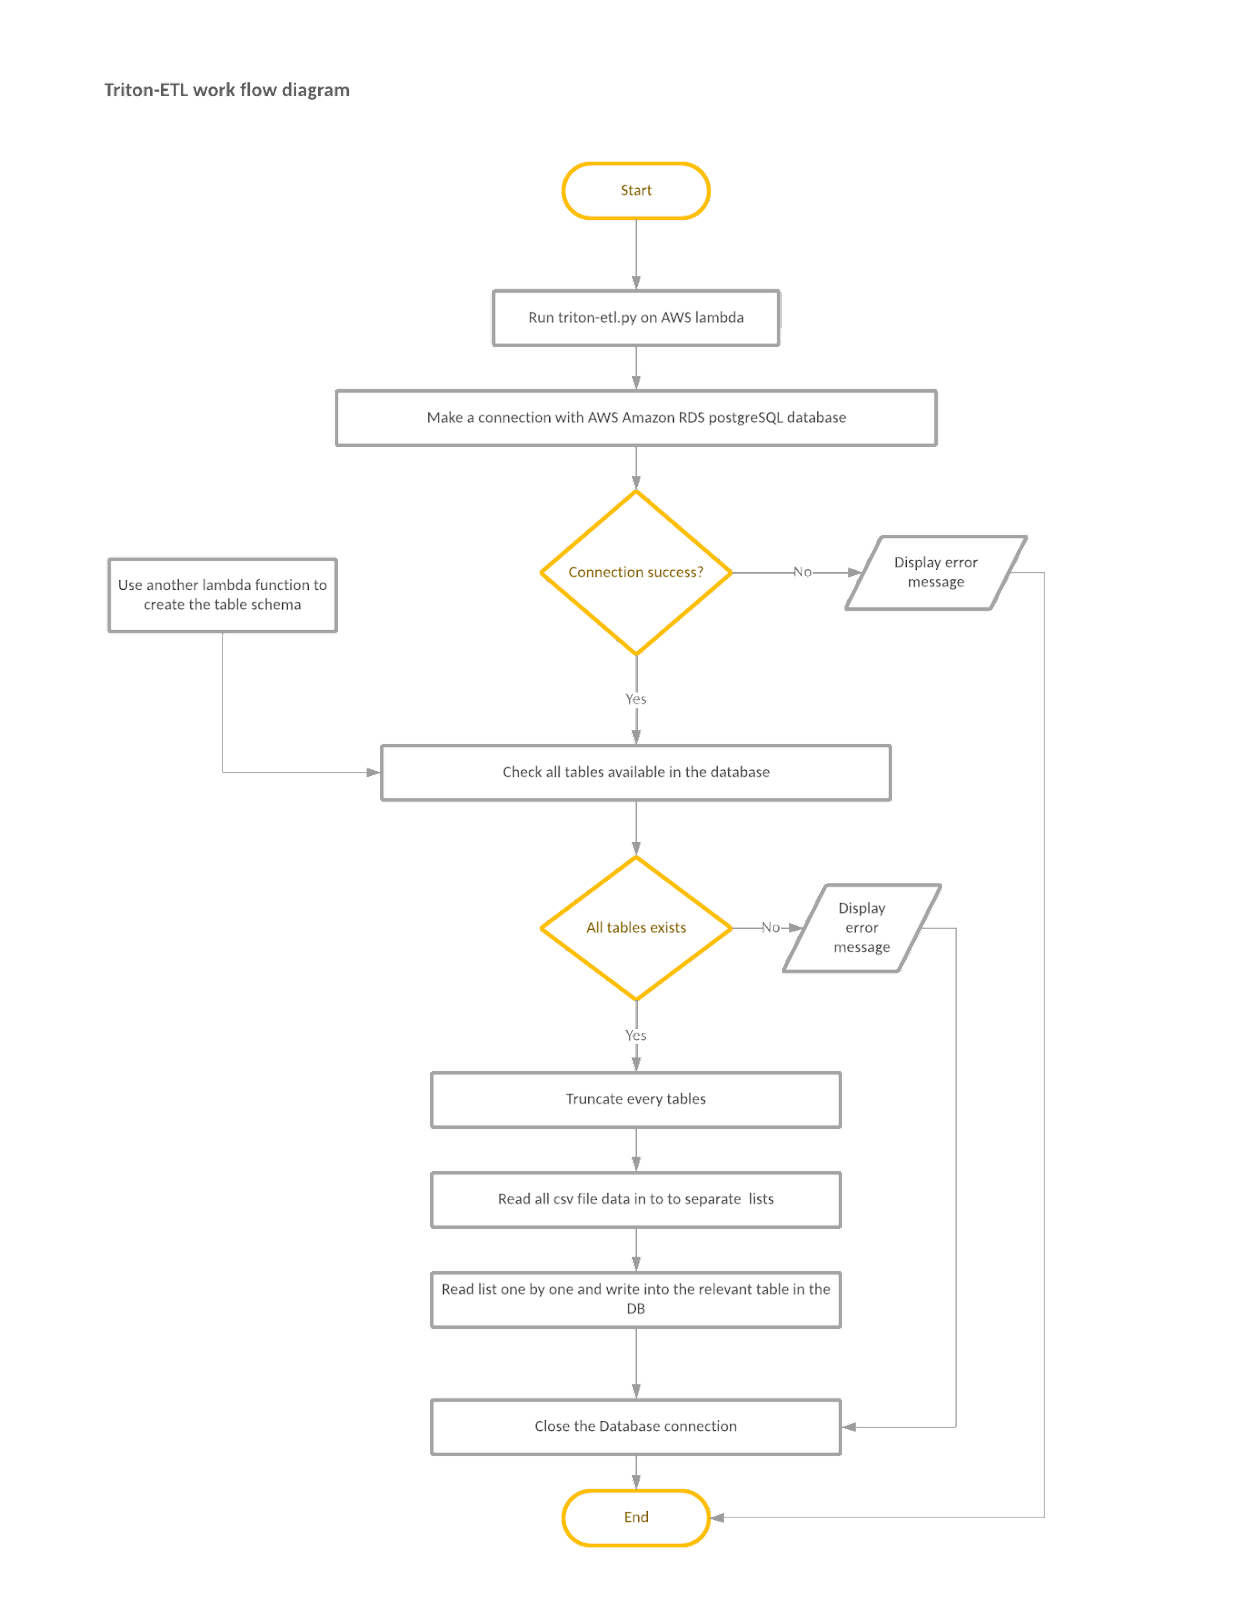 Triton-ETL work flow diagram
Start
Run triton-etl.py on AWS lambda
Make a connection with AWS Amazon RDS postgreSQL database
Connection success?
No
Display error
message
Use another lambda function to
create the table schema
Yes
Check all tables available in the database
All tables exists
No
Display
error
message
Yes
Truncate every tables
Read all csv file data in to to separate  lists
Read list one by one and write into the relevant table in the
DB
Close the Database connection
End